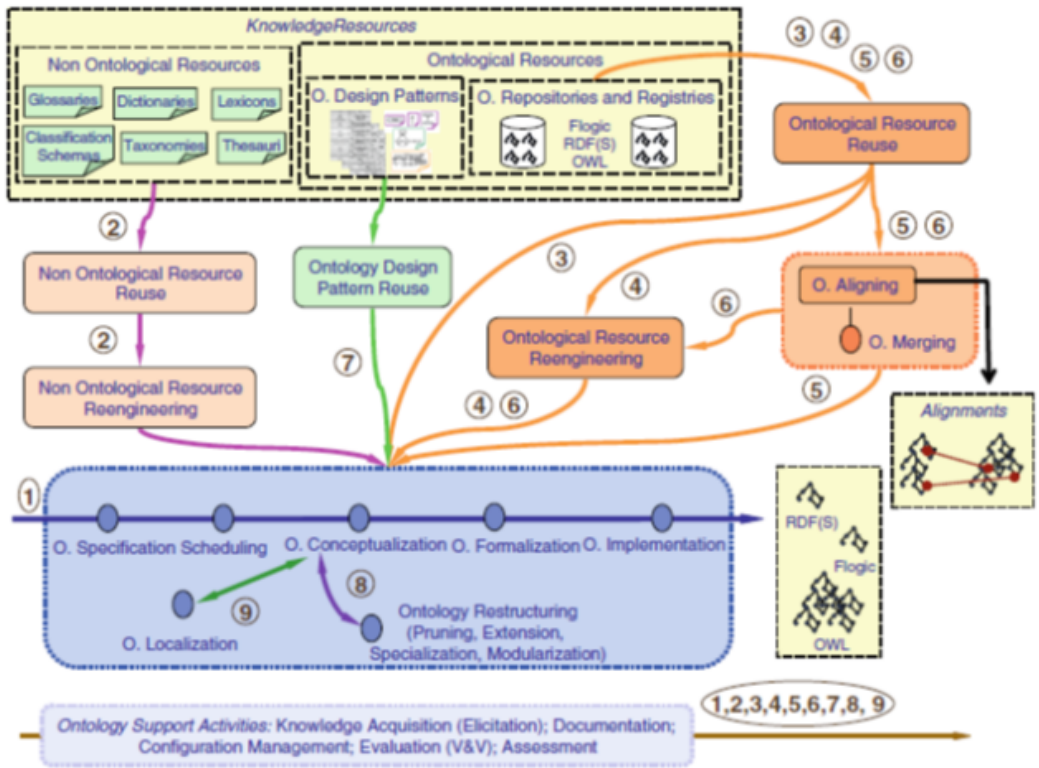 KnowledgeResources
Non Ontological Resources
Glossaries
Dictionaries
Lexicons
Classification
Schemas
Taxonomies
Thesauri
Ontological Resources
O. Design Patterns
O. Repositories and Registries
Flogic
RDF(S)
OWL
3 4
5 6
Ontological Resource
Reuse
2
Non Ontological Resource
Reuse
Ontology Design
Pattern Reuse
3
4
5 6
O. Aligning
O. Merging
6
Ontological Resource
Reengineering
2
Non Ontological Resource
Reengineering
7
4 6
5
Alignments
1
O. Specification
Scheduling
O. Conceptualization
O. Formalization
O. Implementation
9
8
O. Localization
Ontology Restructuring
(Pruning, Extension,
Specialization, Modularization)
RDF(S)
Flogic
OWL
1,2,3,4,5,6,7,8, 9
Ontology Support Activities: Knowledge Acquisition (Elicitation); Documentation;
Configuration Management; Evaluation (V&V); Assessment